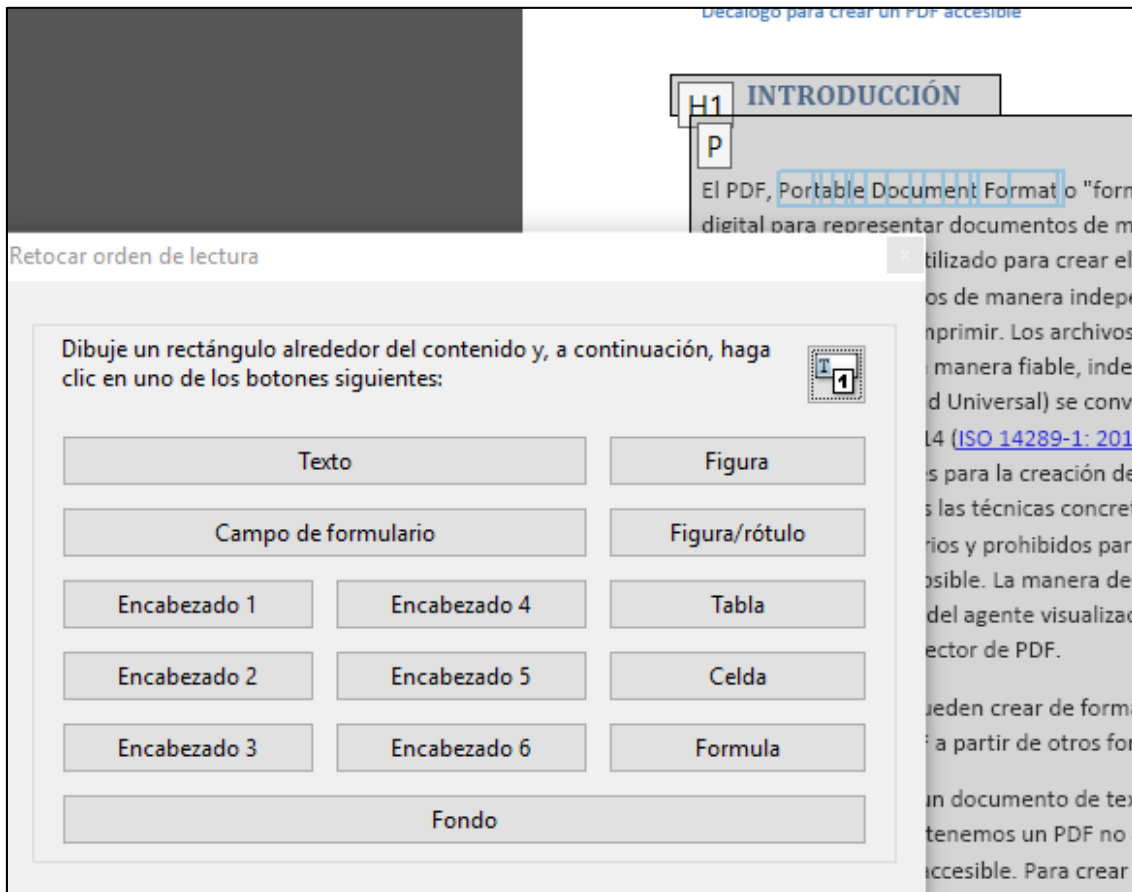 Decálogo para crear un PDF accesible
H1 INTRODUCCIÓN
P
El PDF, Portable Document Format o "form
digital para representar documentos de m
tilizado para crear el
os de manera indepe
mprimir. Los archivos
manera fiable, inde
d Universal) se conv
14 (ISO 14289-1: 201
s para la creación de
s las técnicas concret
rios y prohibidos par
osible. La manera de
del agente visualizad
ector de PDF.
ueden crear de forma
a partir de otros for
un documento de tex
tenemos un PDF no
accesible. Para crear
Retocar orden de lectura
x
Dibuje un rectángulo alrededor del contenido y, a continuación, haga
clic en uno de los botones siguientes:
T 1
Texto Figura
Campo de formulario Figura/rótulo
Encabezado 1 Encabezado 4 Tabla
Encabezado 2 Encabezado 5 Celda
Encabezado 3 Encabezado 6 Formula
Fondo